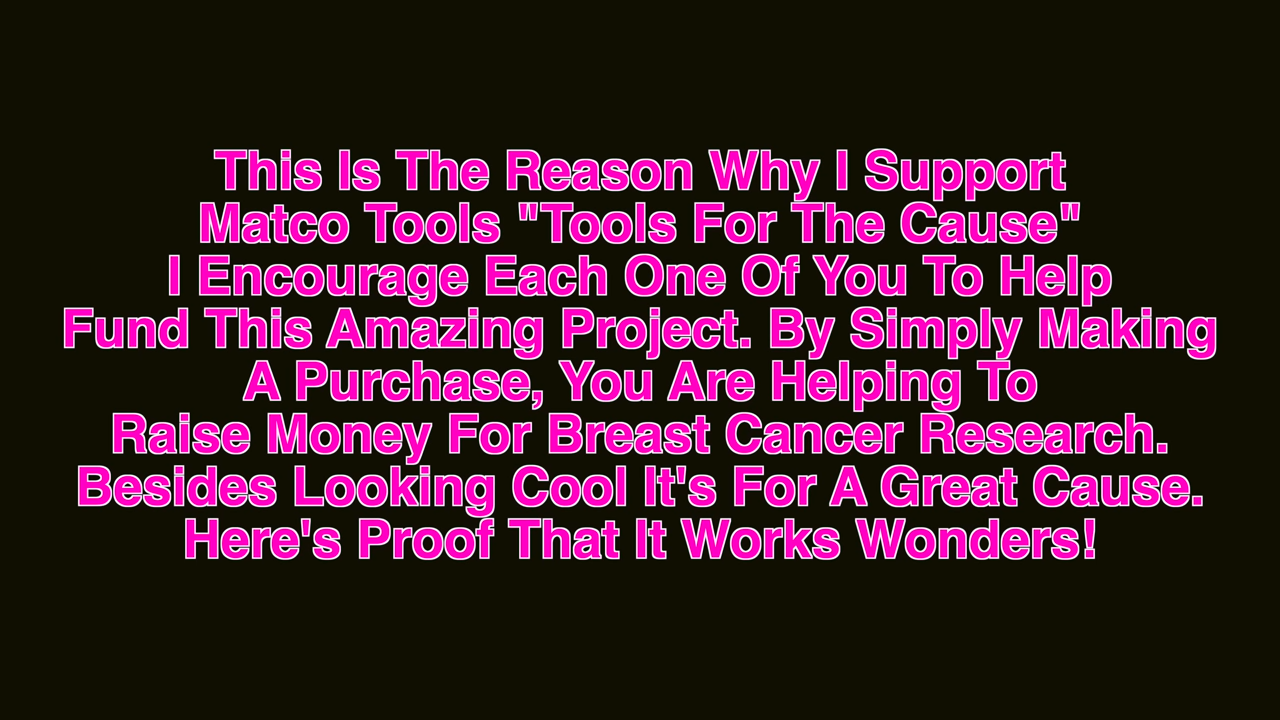 This Is The Reason Why I Support
Matco Tools "Tools For The Cause"
I Encourage Each One Of You To Help
Fund This Amazing Project. By Simply Making
A Purchase, You Are Helping To
Raise Money For Breast Cancer Research.
Besides Looking Cool It's For A Great Cause.
Here's Proof That It Works Wonders!